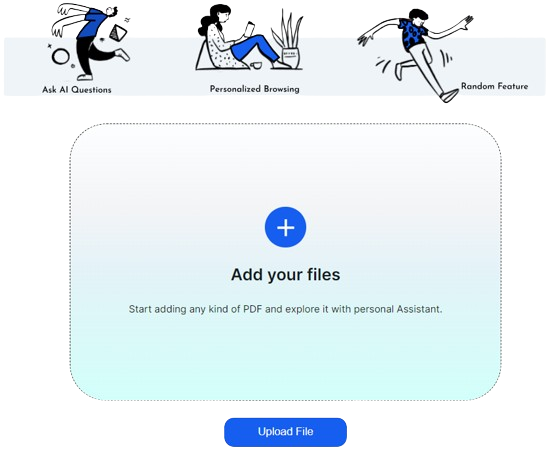 Ask AI Questions
Personalized Browsing
Random Feature
Add your files
Start adding any kind of PDF and explore it with personal Assistant.
Upload File